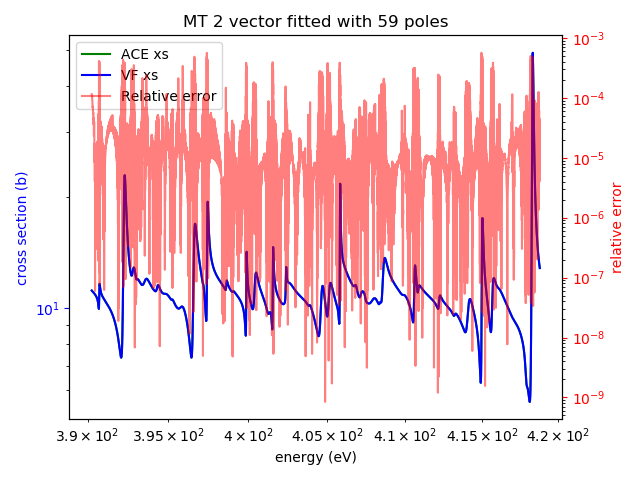 MT 2 vector fitted with 59 poles
ACE xs
VF xs
Relative error
cross section (b)
10¹
10⁻³
10⁻⁴
10⁻⁵
10⁻⁶
10⁻⁷
10⁻⁸
10⁻⁹
relative error
3.9 × 10² 3.95 × 10² 4 × 10² 4.05 × 10² 4.1 × 10² 4.15 × 10² 4.2 × 10²
energy (eV)